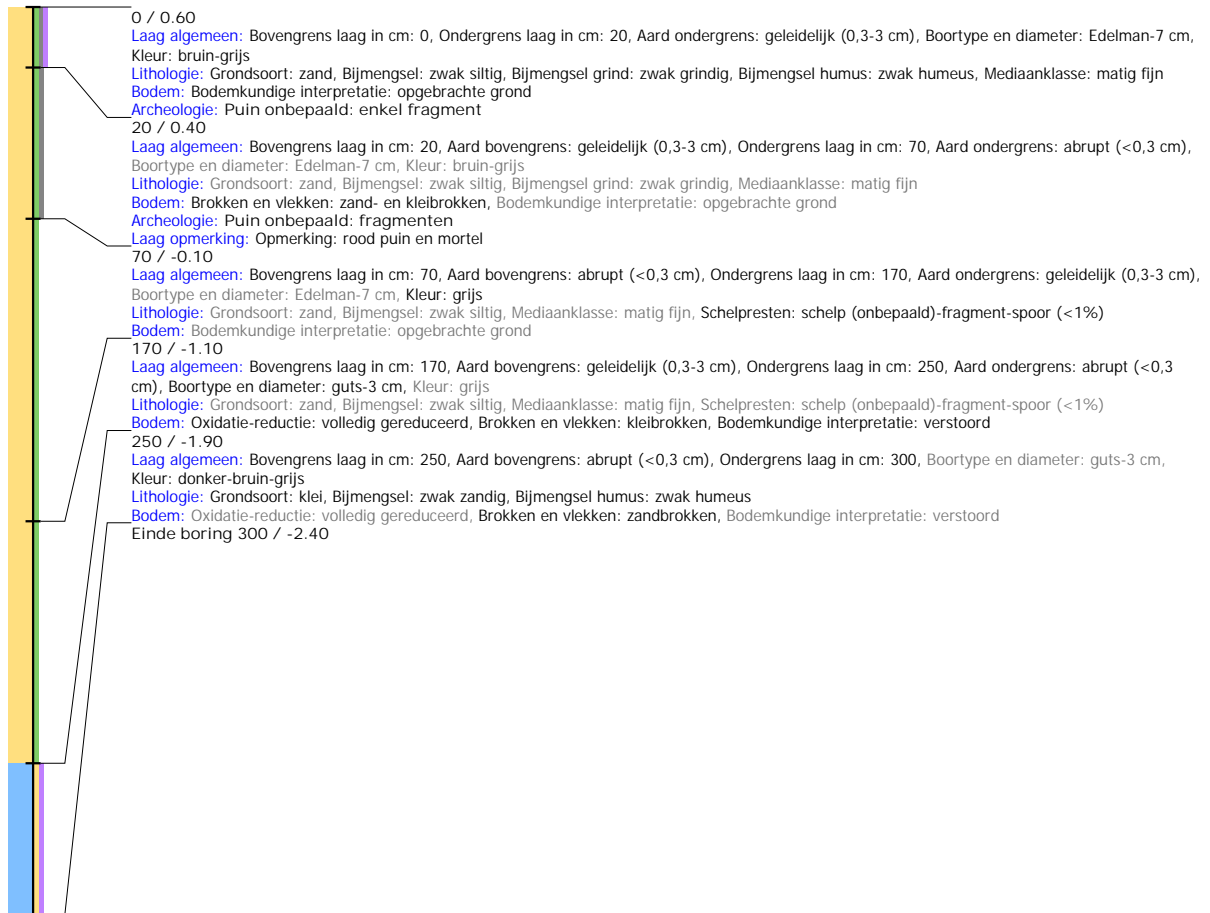 0 / 0.60
Laag algemeen: Bovengrens laag in cm: 0, Ondergrens laag in cm: 20, Aard ondergrens: geleidelijk (0,3-3 cm), Boortype en diameter: Edelman-7 cm,
Kleur: bruin-grijs
Lithologie: Grondsoort: zand, Bijmengsel: zwak siltig, Bijmengsel grind: zwak grindig, Bijmengsel humus: zwak humeus, Mediaanklasse: matig fijn
Bodem: Bodemkundige interpretatie: opgebrachte grond
Archeologie: Puin onbepaald: enkel fragment
20 / 0.40
Laag algemeen: Bovengrens laag in cm: 20, Aard bovengrens: geleidelijk (0,3-3 cm), Ondergrens laag in cm: 70, Aard ondergrens: abrupt (<0,3 cm),
Boortype en diameter: Edelman-7 cm, Kleur: bruin-grijs
Lithologie: Grondsoort: zand, Bijmengsel: zwak siltig, Bijmengsel grind: zwak grindig, Mediaanklasse: matig fijn
Bodem: Brokken en vlekken: zand- en kleibrokken, Bodemkundige interpretatie: opgebrachte grond
Archeologie: Puin onbepaald: fragmenten
Laag opmerking: Opmerking: rood puin en mortel
70 / -0.10
Laag algemeen: Bovengrens laag in cm: 70, Aard bovengrens: abrupt (<0,3 cm), Ondergrens laag in cm: 170, Aard ondergrens: geleidelijk (0,3-3 cm),
Boortype en diameter: Edelman-7 cm, Kleur: grijs
Lithologie: Grondsoort: zand, Bijmengsel: zwak siltig, Mediaanklasse: matig fijn, Schelpresten: schelp (onbepaald)-fragment-spoor (<1%)
Bodem: Bodemkundige interpretatie: opgebrachte grond
170 / -1.10
Laag algemeen: Bovengrens laag in cm: 170, Aard bovengrens: geleidelijk (0,3-3 cm), Ondergrens laag in cm: 250, Aard ondergrens: abrupt (<0,3
cm), Boortype en diameter: guts-3 cm, Kleur: grijs
Lithologie: Grondsoort: zand, Bijmengsel: zwak siltig, Mediaanklasse: matig fijn, Schelpresten: schelp (onbepaald)-fragment-spoor (<1%)
Bodem: Oxidatie-reductie: volledig gereduceerd, Brokken en vlekken: kleibrokken, Bodemkundige interpretatie: verstoord
250 / -1.90
Laag algemeen: Bovengrens laag in cm: 250, Aard bovengrens: abrupt (<0,3 cm), Ondergrens laag in cm: 300, Boortype en diameter: guts-3 cm,
Kleur: donker-bruin-grijs
Lithologie: Grondsoort: klei, Bijmengsel: zwak zandig, Bijmengsel humus: zwak humeus
Bodem: Oxidatie-reductie: volledig gereduceerd, Brokken en vlekken: zandbrokken, Bodemkundige interpretatie: verstoord
Einde boring 300 / -2.40